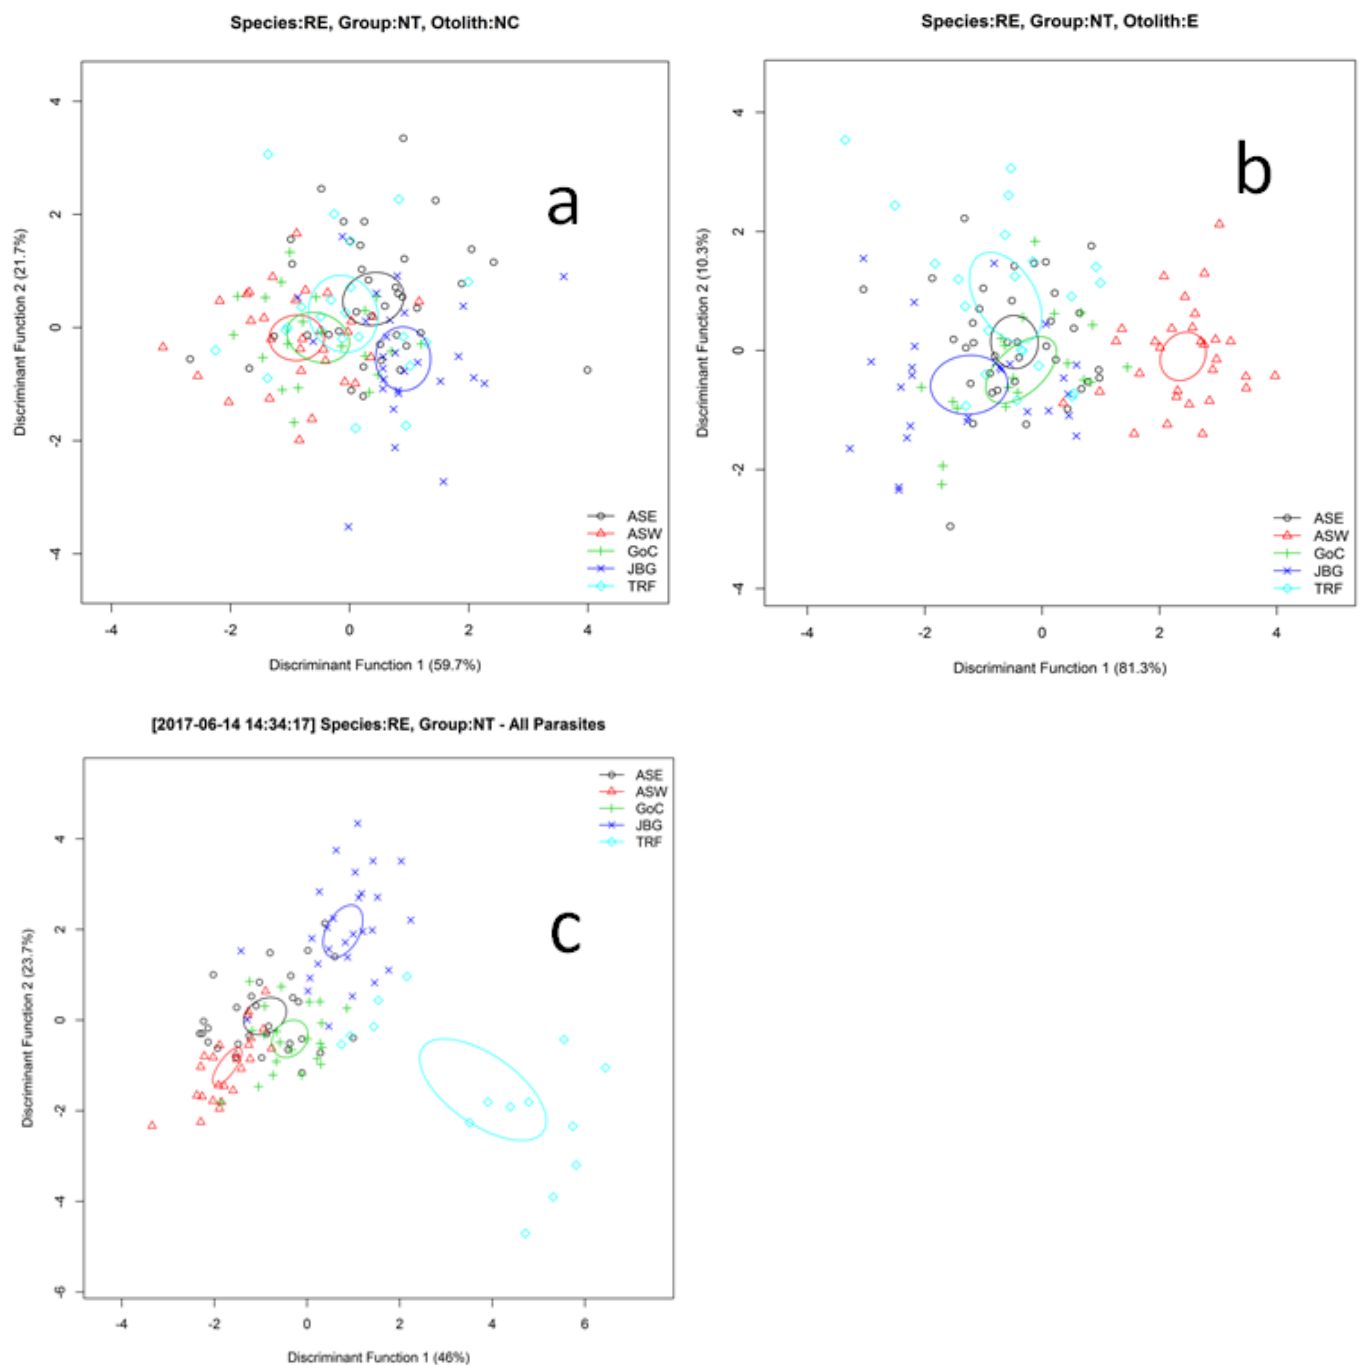 Species:RE, Group:NT, Otolith:NC
4
2
0
-2
-4
Discriminant Function 2 (21.7%)
a
ASE
ASW
GoC
JBG
TRF
-4 -2 0 2 4
Discriminant Function 1 (59.7%)
Species:RE, Group:NT, Otolith:E
4
2
0
-2
-4
Discriminant Function 2 (10.3%)
b
ASE
ASW
GoC
JBG
TRF
-4 -2 0 2 4
Discriminant Function 1 (81.3%)
[2017-06-14 14:34:17] Species:RE, Group:NT - All Parasites
ASE
ASW
GoC
JBG
TRF
4
2
0
-2
-4
-6
Discriminant Function 2 (23.7%)
c
-4 -2 0 2 4 6
Discriminant Function 1 (46%)